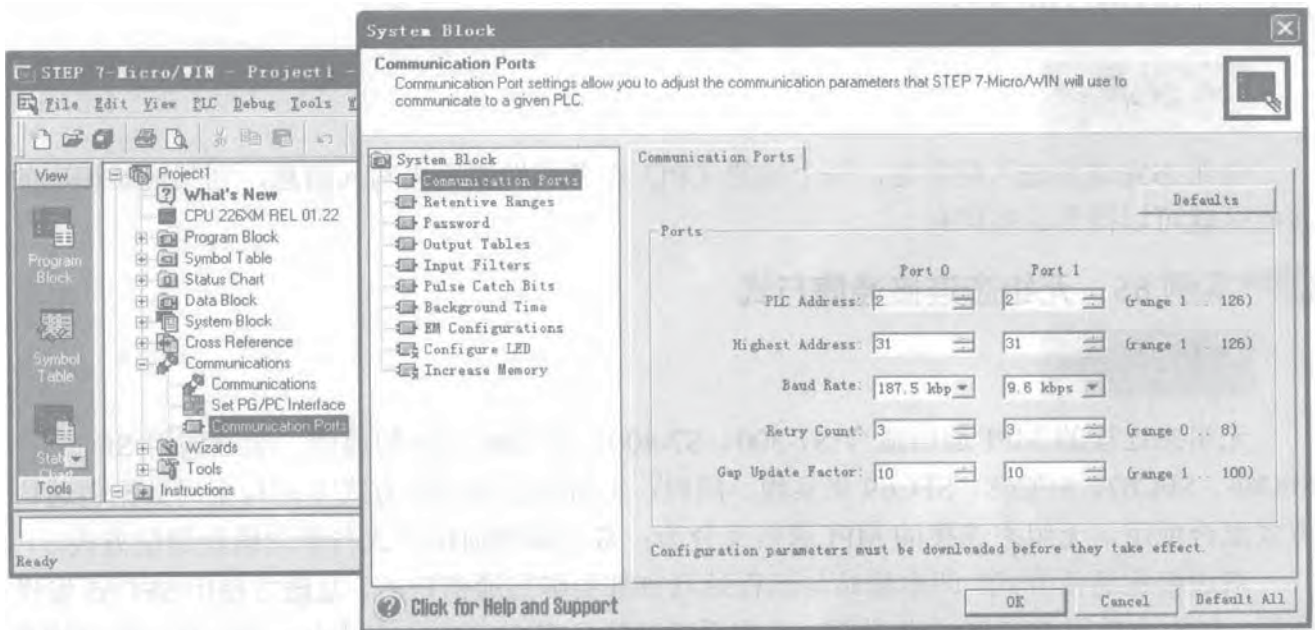 STEP 7-Micro/WIN - Project1 -
File Edit View PLC Debug Tools
View
Program
Block
Symbol
Table
Tools
Project1
What's New
CPU 226XM REL 01.22
Program Block
Symbol Table
Status Chart
Data Block
System Block
Cross Reference
Communications
Communications
Set PG/PC Interface
Communication Ports
Wizards
Tools
Instructions
Ready
System Block
Communication Ports
Communication Port settings allow you to adjust the communication parameters that STEP 7-Micro/WIN will use to
communicate to a given PLC.
System Block
Communication Ports
Retentive Ranges
Password
Output Tables
Input Filters
Pulse Catch Bits
Background Time
EM Configurations
Configure LED
Increase Memory
Communication Ports
Defaults
Ports
Port 0 Port 1
PLC Address: 2 2 (range 1 .. 126)
Highest Address: 31 31 (range 1 .. 126)
Baud Rate: 187.5 kbp 9.6 kbps
Retry Count: 3 3 (range 0 .. 8)
Gap Update Factor: 10 10 (range 1 .. 100)
Configuration parameters must be downloaded before they take effect.
Click for Help and Support
OK Cancel Default All